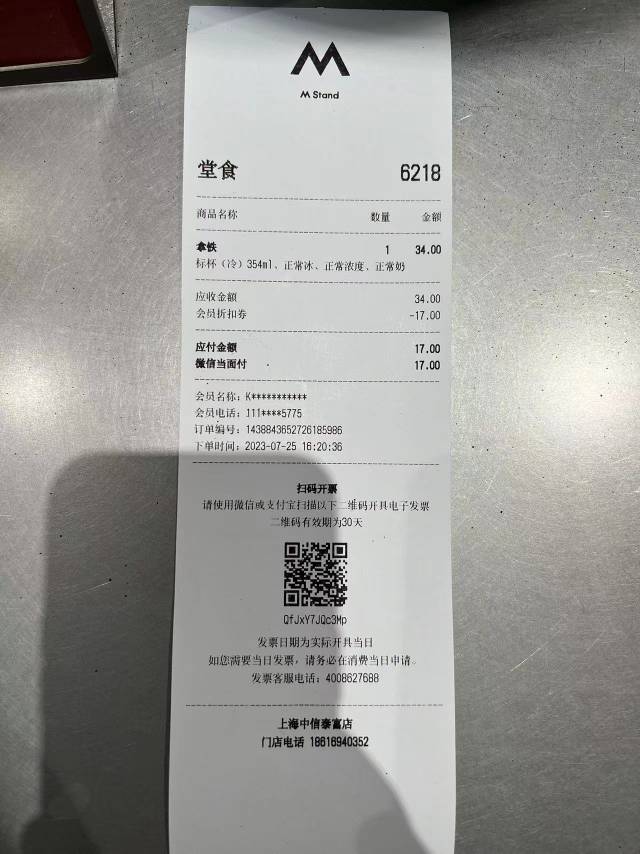 M Stand
堂食 6218
商品名称 数量 金额
拿铁 1 34.00
标杯（冷）354ml、正常冰、正常浓度、正常奶
应收金额 34.00
会员折扣券 -17.00
应付金额 17.00
微信当面付 17.00
会员名称：K***********
会员电话：111****5775
订单编号：1438843652726185986
下单时间：2023-07-25 16:20:36
扫码开票
请使用微信或支付宝扫描以下二维码开具电子发票
二维码有效期为30天
QfJxY7JQc3Mp
发票日期为实际开具当日
如您需要当日发票，请务必在消费当日申请。
发票客服电话：4008627688
上海中信泰富店
门店电话 18616940352